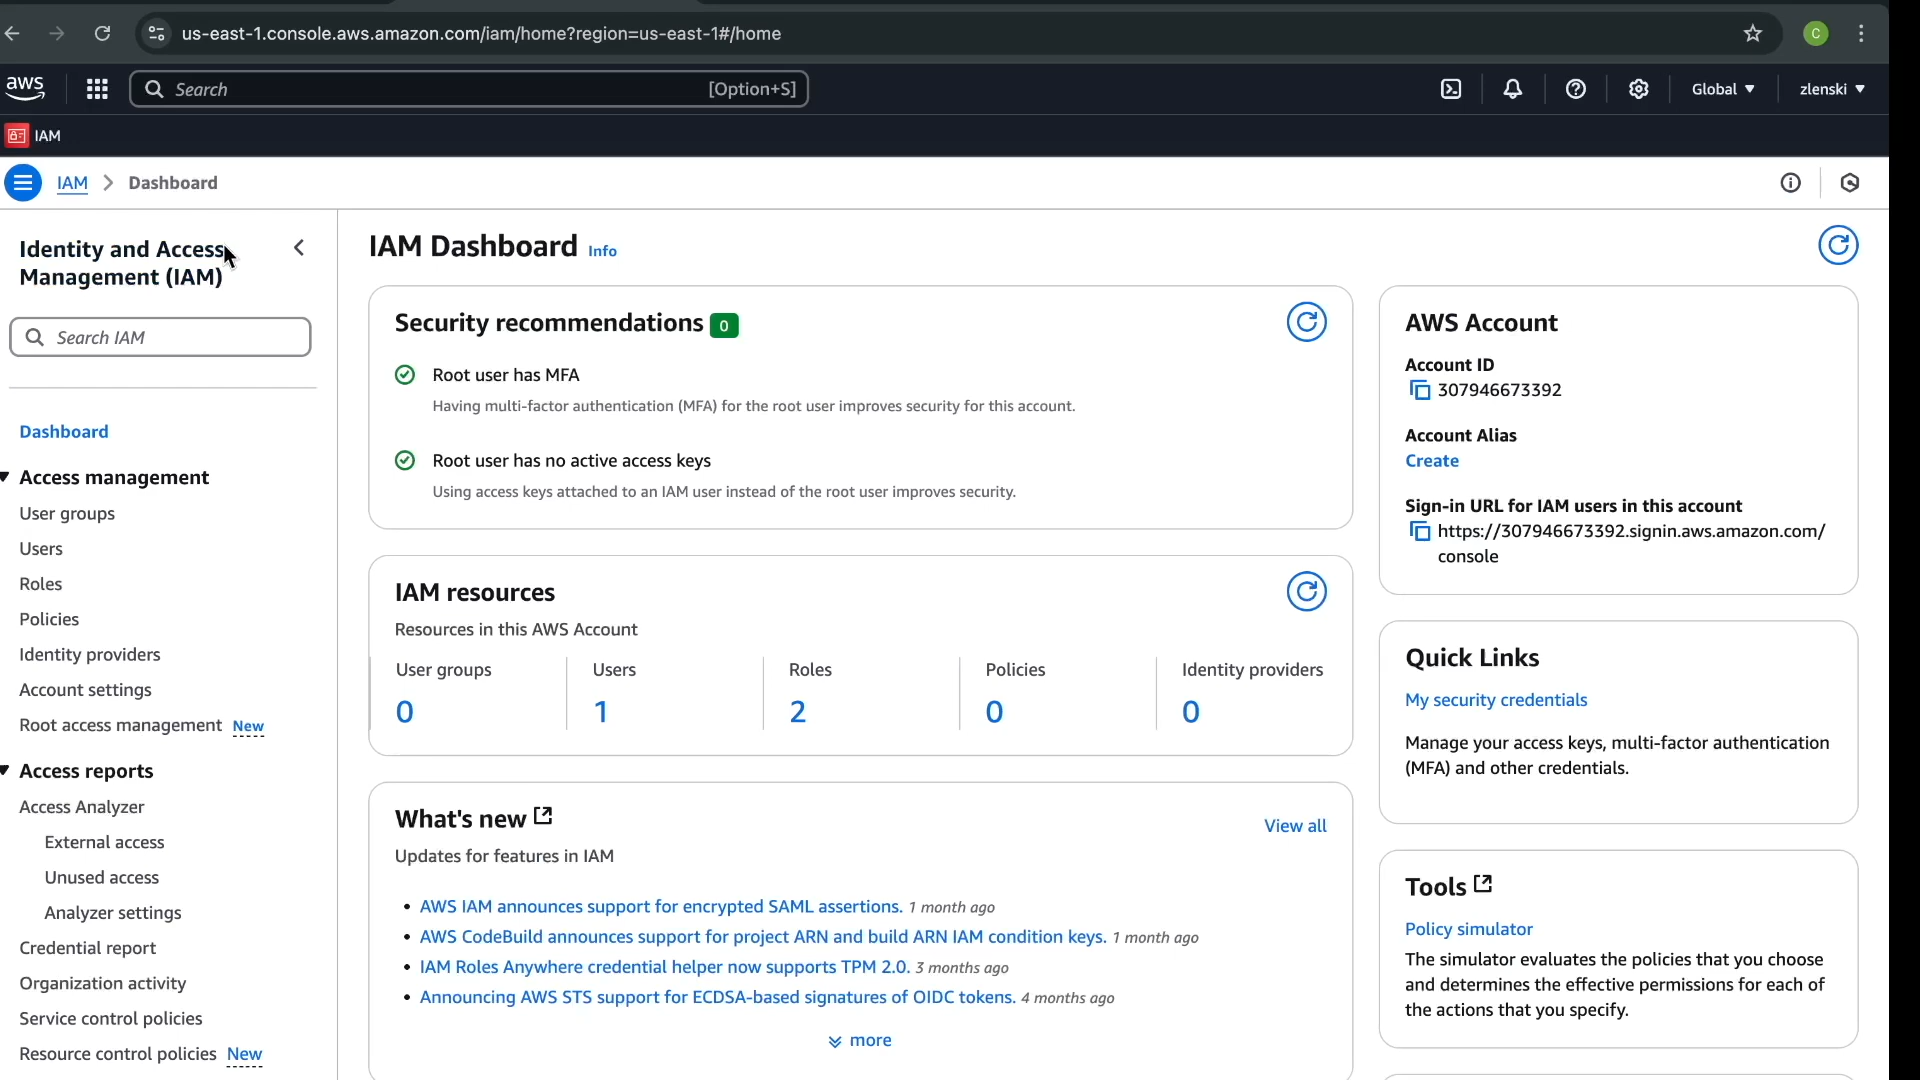 us-east-1.console.aws.amazon.com/iam/home?region=us-east-1#/home
C
aws
Search
[Option+S]
Global
zlenski
IAM
IAM
Dashboard
Identity and Access
Management (IAM)
Search IAM
Dashboard
Access management
User groups
Users
Roles
Policies
Identity providers
Account settings
Root access management New
Access reports
Access Analyzer
External access
Unused access
Analyzer settings
Credential report
Organization activity
Service control policies
Resource control policies New
IAM Dashboard Info
Security recommendations 0
Root user has MFA
Having multi-factor authentication (MFA) for the root user improves security for this account.
Root user has no active access keys
Using access keys attached to an IAM user instead of the root user improves security.
IAM resources
Resources in this AWS Account
User groups
0
Users
1
Roles
2
Policies
0
Identity providers
0
What's new
View all
Updates for features in IAM
AWS IAM announces support for encrypted SAML assertions. 1 month ago
AWS CodeBuild announces support for project ARN and build ARN IAM condition keys. 1 month ago
IAM Roles Anywhere credential helper now supports TPM 2.0. 3 months ago
Announcing AWS STS support for ECDSA-based signatures of OIDC tokens. 4 months ago
more
AWS Account
Account ID
307946673392
Account Alias
Create
Sign-in URL for IAM users in this account
https://307946673392.signin.aws.amazon.com/
console
Quick Links
My security credentials
Manage your access keys, multi-factor authentication
(MFA) and other credentials.
Tools
Policy simulator
The simulator evaluates the policies that you choose
and determines the effective permissions for each of
the actions that you specify.